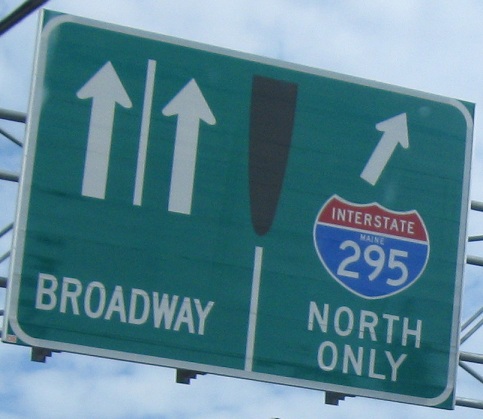 BROADWAY
INTERSTATE
MAINE
295
NORTH
ONLY